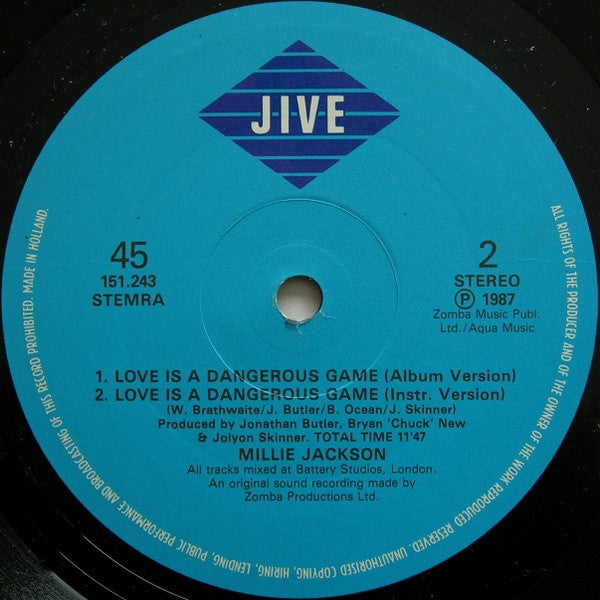 JIVE
45
151.243
STEMRA
2
STEREO
Ⓟ 1987
Zomba Music Publ.
Ltd./Aqua Music
1. LOVE IS A DANGEROUS GAME (Album Version)
2. LOVE IS A DANGEROUS GAME (Instr. Version)
(W. Brathwaite/J. Butler/B. Ocean/J. Skinner)
Produced by Jonathan Butler, Bryan 'Chuck' New
& Jolyon Skinner. TOTAL TIME 11'47
MILLIE JACKSON
All tracks mixed at Battery Studios, London.
An original sound recording made by
Zomba Productions Ltd.
ALL RIGHTS OF THE PRODUCER AND OF THE OWNER OF THE WORK REPRODUCED RESERVED. UNAUTHORISED COPYING, HIRING, LENDING, PUBLIC PERFORMANCE AND BROADCASTING OF THIS RECORD PROHIBITED. MADE IN HOLLAND.